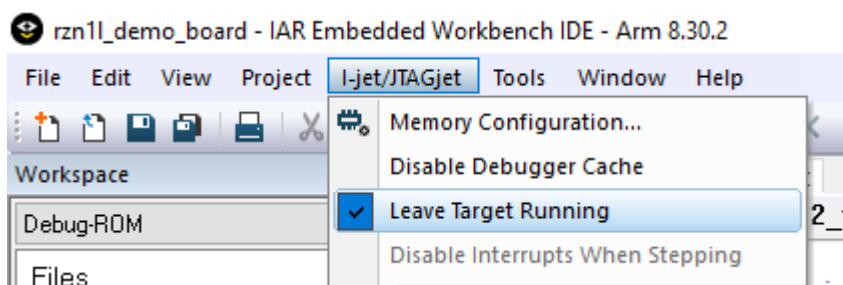 rzn1l_demo_board - IAR Embedded Workbench IDE - Arm 8.30.2
File Edit View Project I-jet/JTAGjet Tools Window Help
Memory Configuration...
Workspace
Disable Debugger Cache
Debug-ROM
Leave Target Running
Files
Disable Interrupts When Stepping